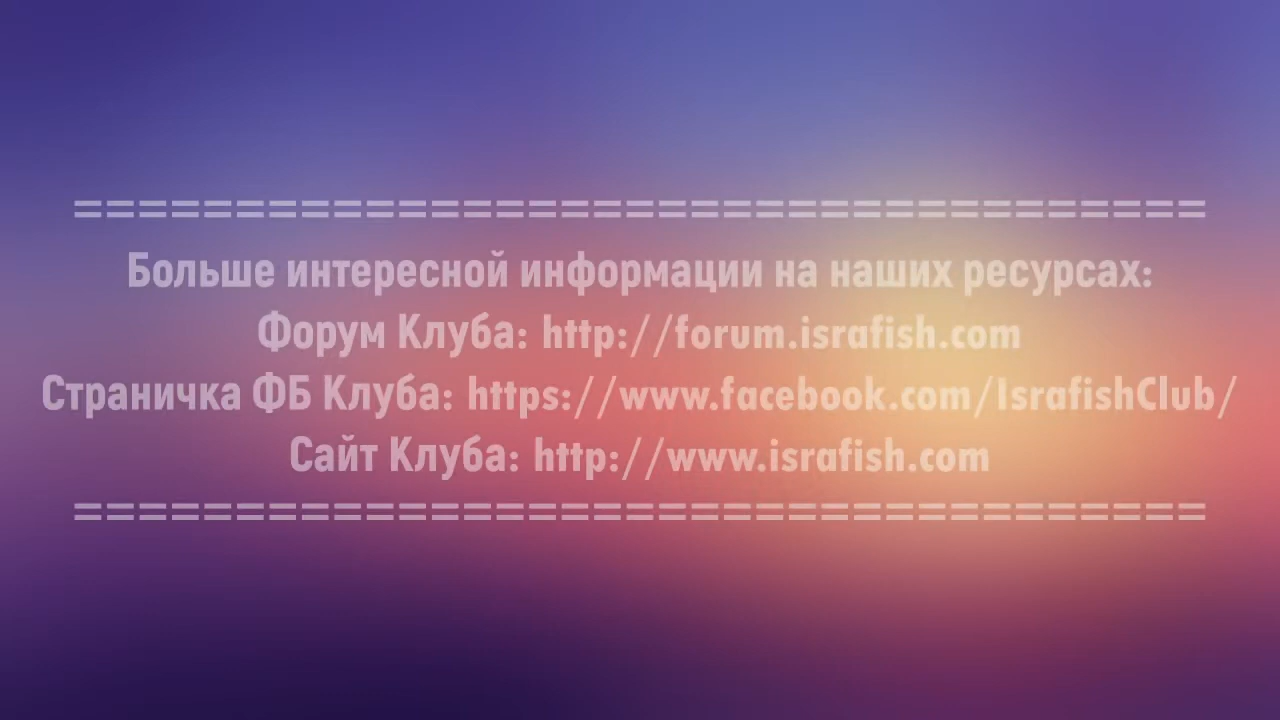 ===================================
Больше интересной информации на наших ресурсах:
Форум Клуба: http://forum.israfish.com
Страничка ФБ Клуба: https://www.facebook.com/IsrafishClub/
Сайт Клуба: http://www.israfish.com
===================================